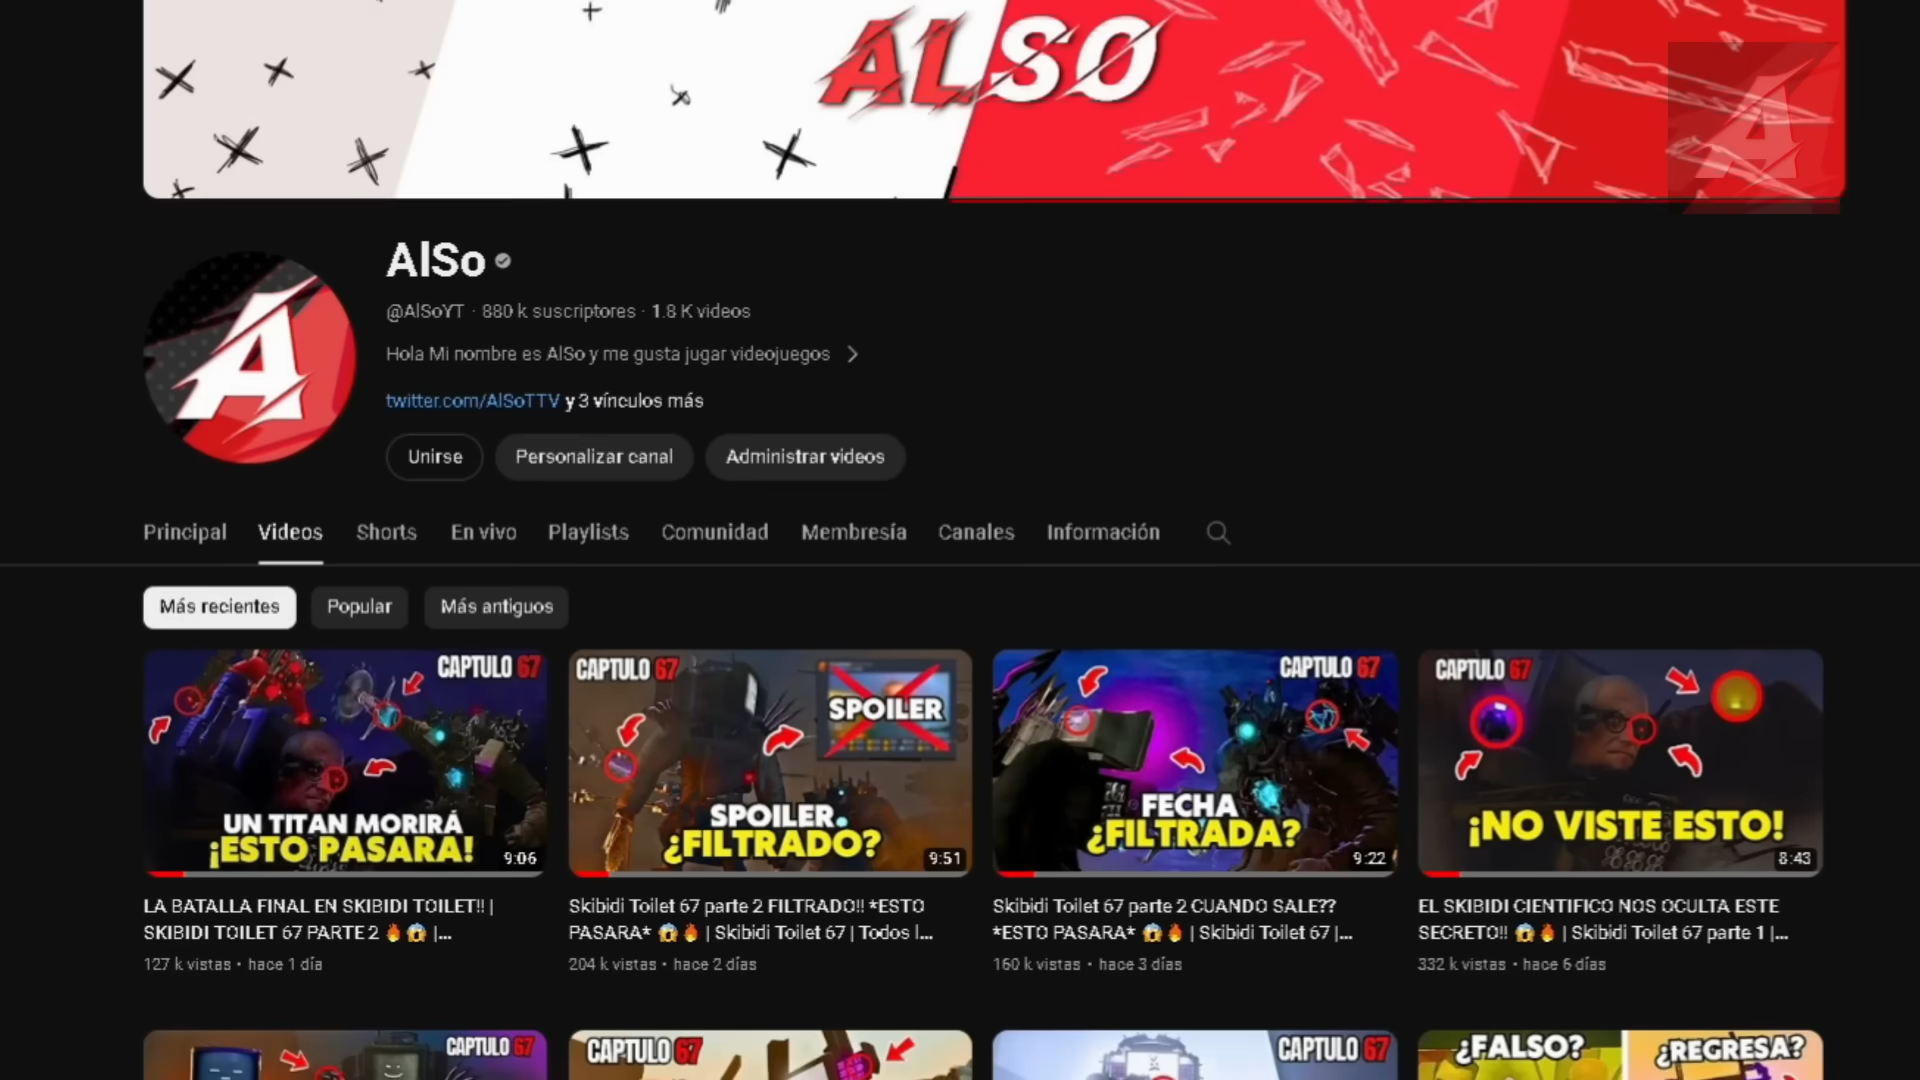 ALSO
A
A
AlSo
@AlSoYT · 880 k suscriptores · 1.8 K videos
Hola Mi nombre es AlSo y me gusta jugar videojuegos
twitter.com/AlSoTTV y 3 vínculos más
Unirse
Personalizar canal
Administrar videos
Principal
Videos
Shorts
En vivo
Playlists
Comunidad
Membresía
Canales
Información
Más recientes
Popular
Más antiguos
CAPTULO 67
UN TITAN MORIRÁ
¡ESTO PASARA!
9:06
CAPTULO 67
SPOILER
SPOILER.
¿FILTRADO?
9:51
CAPTULO 67
FECHA
¿FILTRADA?
9:22
CAPTULO 67
¡NO VISTE ESTO!
8:43
LA BATALLA FINAL EN SKIBIDI TOILET!! |
SKIBIDI TOILET 67 PARTE 2 🔥😱 |...
127 k vistas • hace 1 día
Skibidi Toilet 67 parte 2 FILTRADO!! *ESTO
PASARA* 😱🔥 | Skibidi Toilet 67 | Todos l...
204 k vistas • hace 2 días
Skibidi Toilet 67 parte 2 CUANDO SALE??
*ESTO PASARA* 😱🔥 | Skibidi Toilet 67 |...
160 k vistas • hace 3 días
EL SKIBIDI CIENTIFICO NOS OCULTA ESTE
SECRETO!! 😱🔥 | Skibidi Toilet 67 parte 1 |...
332 k vistas • hace 6 días
CAPTULO 67
CAPTULO 67
CAPTULO 67
¿FALSO?
¿REGRESA?